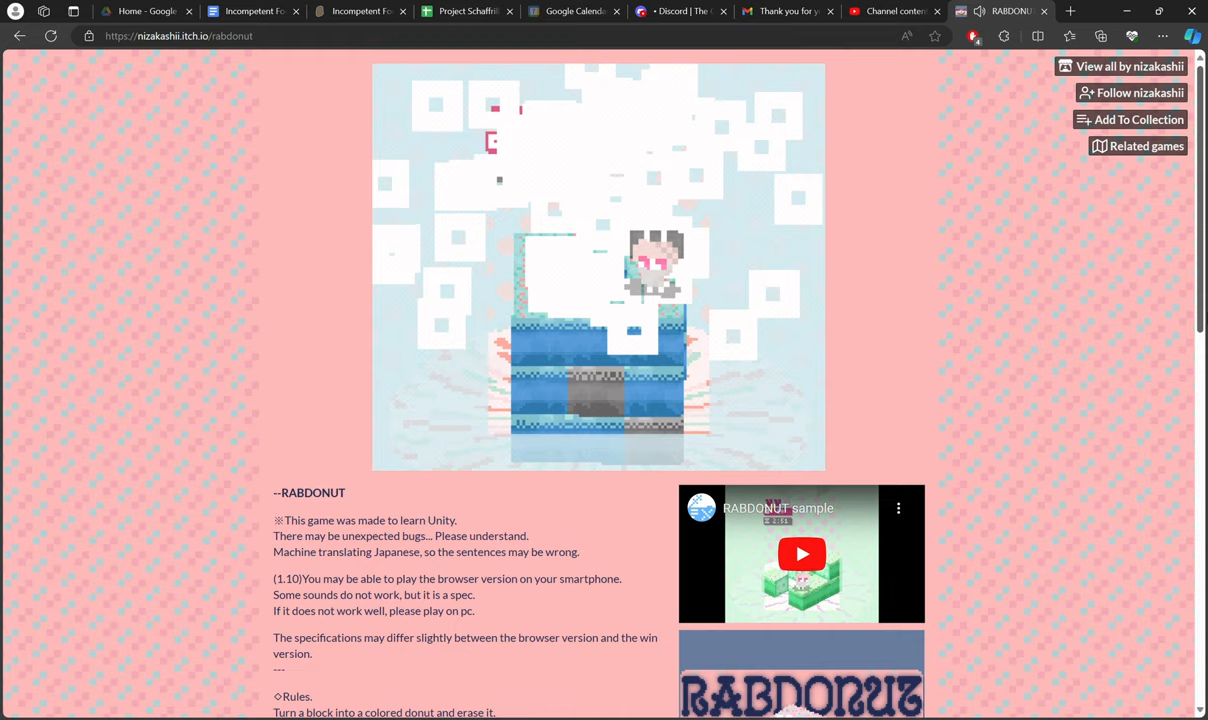 Home - Google
Incompetent Fo
Incompetent Fo
Project Schaffril
Google Calenda
• Discord | The C
Thank you for y
Channel content
RABDONU
https://nizakashii.itch.io/rabdonut
4
View all by nizakashii
Follow nizakashii
Add To Collection
Related games
--RABDONUT
※This game was made to learn Unity.
There may be unexpected bugs... Please understand.
Machine translating Japanese, so the sentences may be wrong.
(1.10)You may be able to play the browser version on your smartphone.
Some sounds do not work, but it is a spec.
If it does not work well, please play on pc.
The specifications may differ slightly between the browser version and the win
version.
---
◇Rules.
Turn a block into a colored donut and erase it.
RABDONUT sample
2:51
RABDONUT